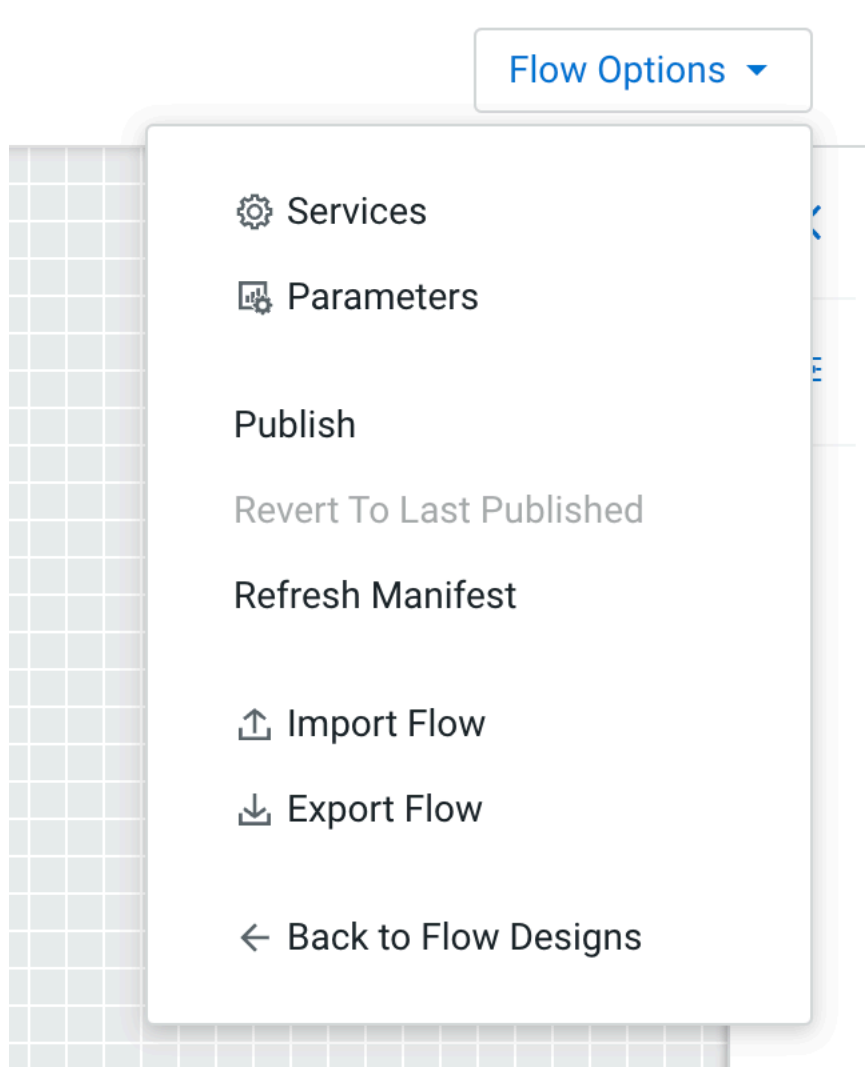 Flow Options
Services
Parameters
Publish
Revert To Last Published
Refresh Manifest
Import Flow
Export Flow
Back to Flow Designs